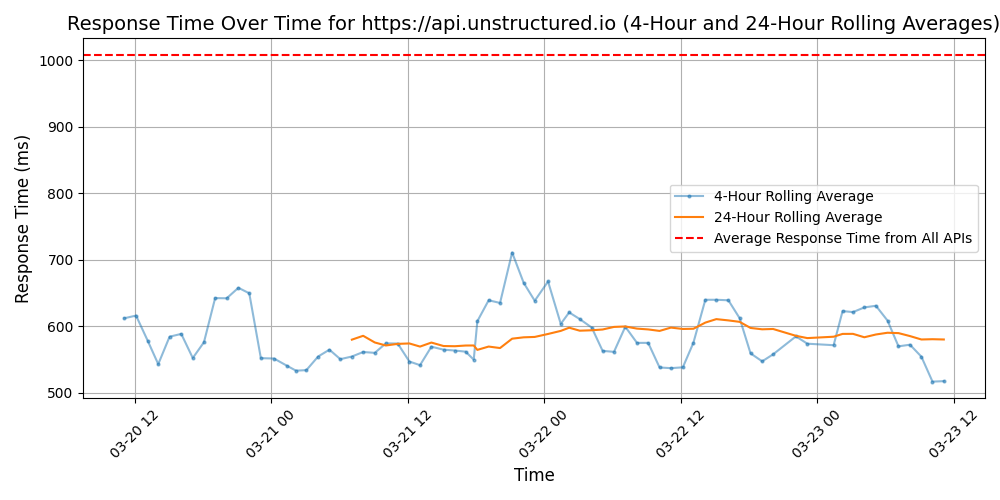 Response Time Over Time for https://api.unstructured.io (4-Hour and 24-Hour Rolling Averages)
Response Time (ms)
1000
900
800
700
600
500
4-Hour Rolling Average
24-Hour Rolling Average
Average Response Time from All APIs
03-20 12
03-21 00
03-21 12
03-22 00
03-22 12
03-23 00
03-23 12
Time